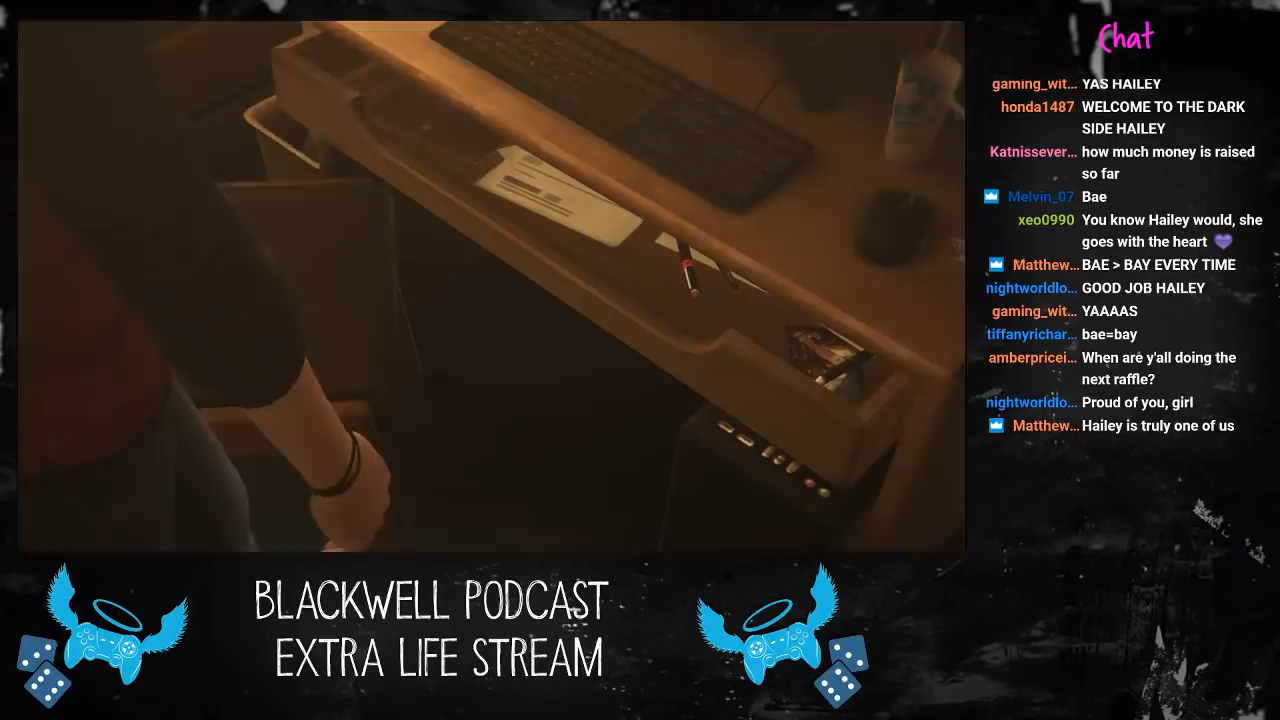 Chat
gaming_wit... YAS HAILEY
honda1487 WELCOME TO THE DARK
SIDE HAILEY
Katnissever... how much money is raised
so far
Melvin_07 Bae
xeo0990 You know Hailey would, she
goes with the heart 💜
Matthew... BAE > BAY EVERY TIME
nightworldlo... GOOD JOB HAILEY
gaming_wit... YAAAAS
tiffanyrichar... bae=bay
amberpricei... When are y'all doing the
next raffle?
nightworldlo... Proud of you, girl
Matthew... Hailey is truly one of us
BLACKWELL PODCAST
EXTRA LIFE STREAM